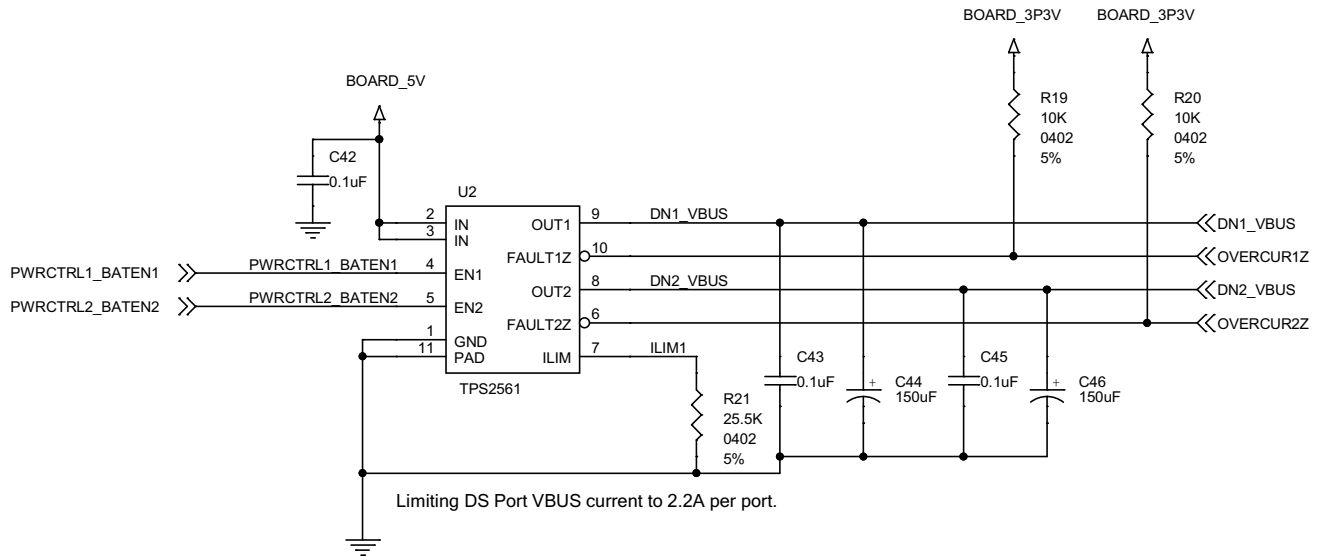 BOARD_3P3V
BOARD_3P3V
BOARD_5V
R19
10K
0402
5%
R20
10K
0402
5%
C42
0.1uF
U2
2
IN
3
IN
4
EN1
5
EN2
1
GND
11
PAD
OUT1
9
FAULT1Z
10
OUT2
8
FAULT2Z
6
ILIM
7
TPS2561
PWRCTRL1_BATEN1
PWRCTRL1_BATEN1
PWRCTRL2_BATEN2
PWRCTRL2_BATEN2
DN1_VBUS
DN1_VBUS
OVERCUR1Z
DN2_VBUS
DN2_VBUS
OVERCUR2Z
ILIM1
R21
25.5K
0402
5%
C43
0.1uF
+
C44
150uF
C45
0.1uF
+
C46
150uF
Limiting DS Port VBUS current to 2.2A per port.